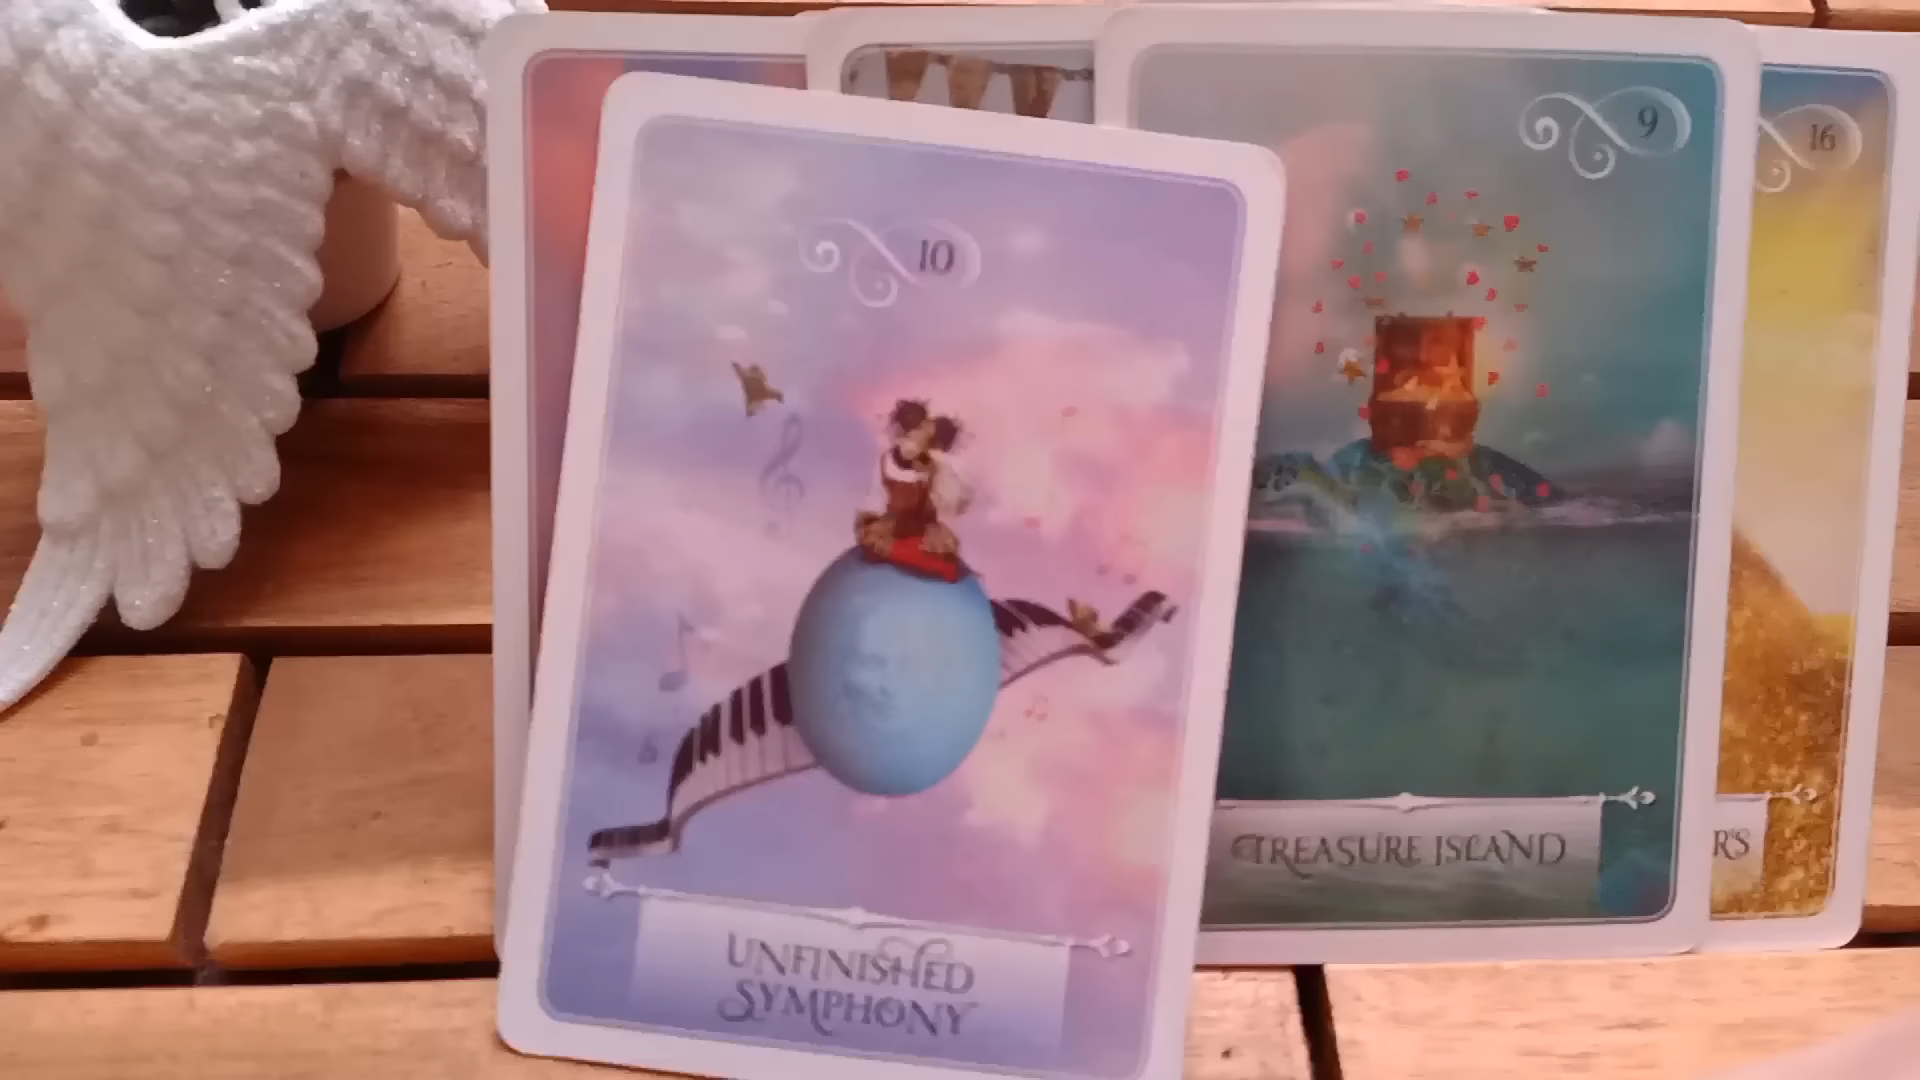 10
UNFINISHED
SYMPHONY
9
TREASURE ISLAND
16
R'S